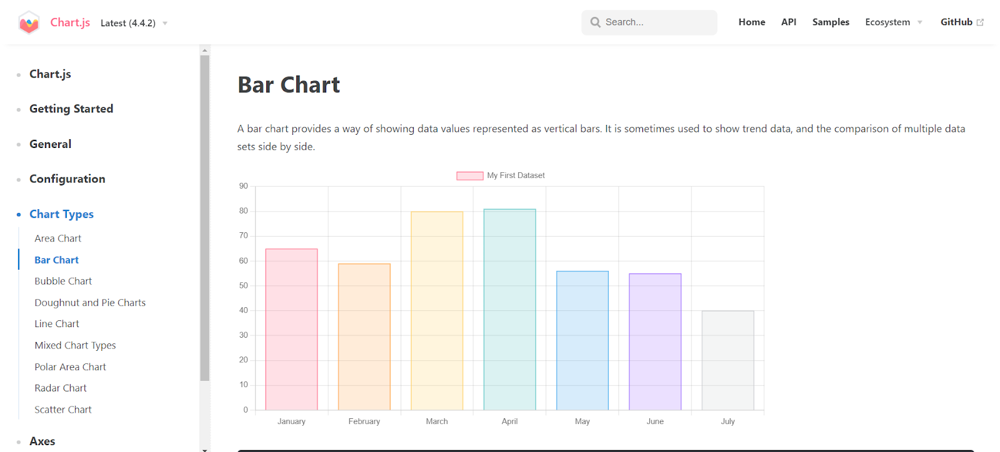 Chart.js Latest (4.4.2)
Search...
Home API Samples Ecosystem GitHub
Chart.js
Getting Started
General
Configuration
Chart Types
Area Chart
Bar Chart
Bubble Chart
Doughnut and Pie Charts
Line Chart
Mixed Chart Types
Polar Area Chart
Radar Chart
Scatter Chart
Axes
Bar Chart
A bar chart provides a way of showing data values represented as vertical bars. It is sometimes used to show trend data, and the comparison of multiple data
sets side by side.
My First Dataset
90
80
70
60
50
40
30
20
10
0
January February March April May June July